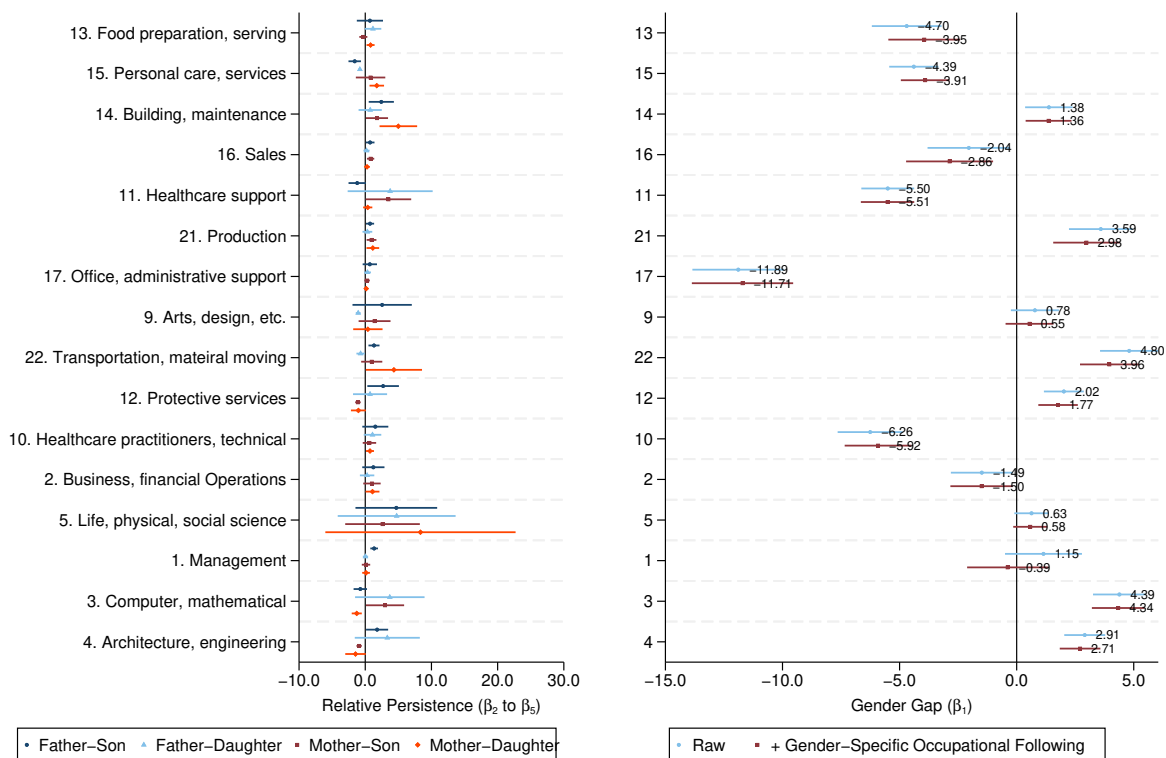 13. Food preparation, serving
15. Personal care, services
14. Building, maintenance
16. Sales
11. Healthcare support
21. Production
17. Office, administrative support
9. Arts, design, etc.
22. Transportation, mateiral moving
12. Protective services
10. Healthcare practitioners, technical
2. Business, financial Operations
5. Life, physical, social science
1. Management
3. Computer, mathematical
4. Architecture, engineering
−10.0 0.0 10.0 20.0 30.0
Relative Persistence (β2 to β5)
Father−Son Father−Daughter Mother−Son Mother−Daughter
13
−4.70
−3.95
15
−4.39
−3.91
14
1.38
1.36
16
−2.04
−2.86
11
−5.50
−5.51
21
3.59
2.98
17
−11.89
−11.71
9
0.78
0.55
22
4.80
3.96
12
2.02
1.77
10
−6.26
−5.92
2
−1.49
−1.50
5
0.63
0.58
1
1.15
−0.39
3
4.39
4.34
4
2.91
2.71
−15.0 −10.0 −5.0 0.0 5.0
Gender Gap (β1)
Raw + Gender−Specific Occupational Following